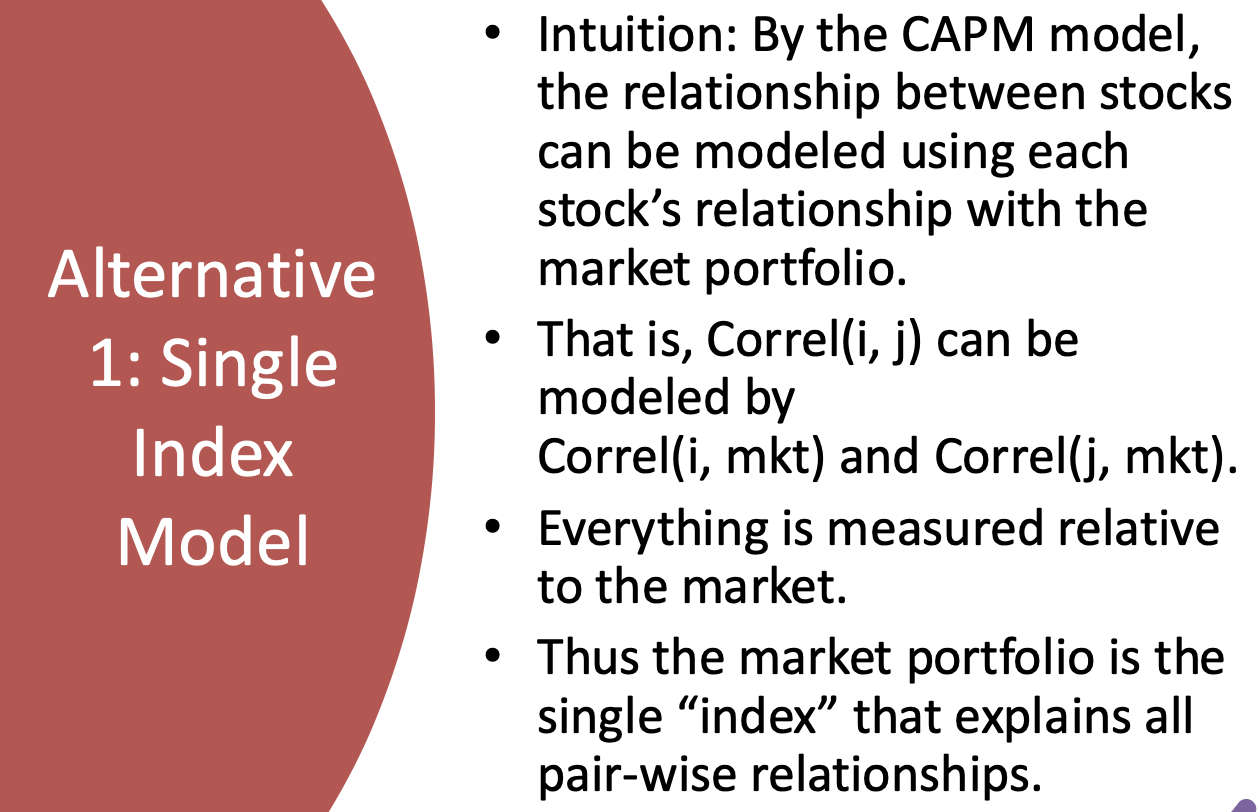 Alternative
1: Single
Index
Model
• Intuition: By the CAPM model,
the relationship between stocks
can be modeled using each
stock’s relationship with the
market portfolio.
• That is, Correl(i, j) can be
modeled by
Correl(i, mkt) and Correl(j, mkt).
• Everything is measured relative
to the market.
• Thus the market portfolio is the
single “index” that explains all
pair-wise relationships.